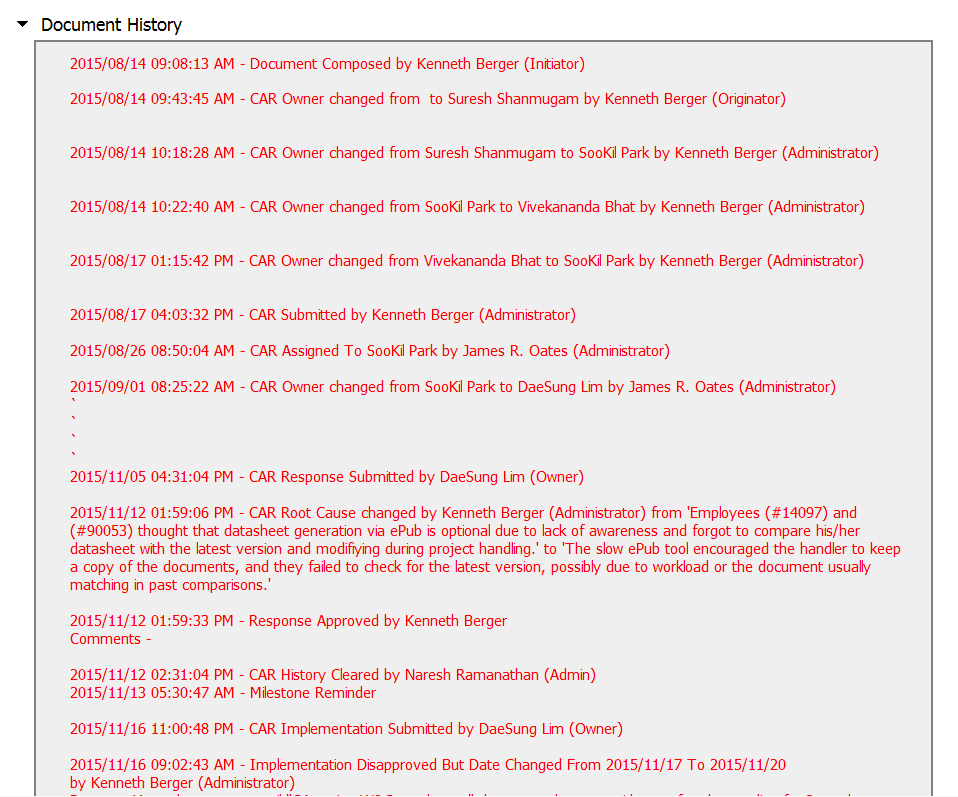 Document History
2015/08/14 09:08:13 AM - Document Composed by Kenneth Berger (Initiator)
2015/08/14 09:43:45 AM - CAR Owner changed from  to Suresh Shanmugam by Kenneth Berger (Originator)
2015/08/14 10:18:28 AM - CAR Owner changed from Suresh Shanmugam to SooKil Park by Kenneth Berger (Administrator)
2015/08/14 10:22:40 AM - CAR Owner changed from SooKil Park to Vivekananda Bhat by Kenneth Berger (Administrator)
2015/08/17 01:15:42 PM - CAR Owner changed from Vivekananda Bhat to SooKil Park by Kenneth Berger (Administrator)
2015/08/17 04:03:32 PM - CAR Submitted by Kenneth Berger (Administrator)
2015/08/26 08:50:04 AM - CAR Assigned To SooKil Park by James R. Oates (Administrator)
2015/09/01 08:25:22 AM - CAR Owner changed from SooKil Park to DaeSung Lim by James R. Oates (Administrator)
`
`
`
`
2015/11/05 04:31:04 PM - CAR Response Submitted by DaeSung Lim (Owner)
2015/11/12 01:59:06 PM - CAR Root Cause changed by Kenneth Berger (Administrator) from 'Employees (#14097) and
(#90053) thought that datasheet generation via ePub is optional due to lack of awareness and forgot to compare his/her
datasheet with the latest version and modifiying during project handling.' to 'The slow ePub tool encouraged the handler to keep
a copy of the documents, and they failed to check for the latest version, possibly due to workload or the document usually
matching in past comparisons.'
2015/11/12 01:59:33 PM - Response Approved by Kenneth Berger
Comments -
2015/11/12 02:31:04 PM - CAR History Cleared by Naresh Ramanathan (Admin)
2015/11/13 05:30:47 AM - Milestone Reminder
2015/11/16 11:00:48 PM - CAR Implementation Submitted by DaeSung Lim (Owner)
2015/11/16 09:02:43 AM - Implementation Disapproved But Date Changed From 2015/11/17 To 2015/11/20
by Kenneth Berger (Administrator)